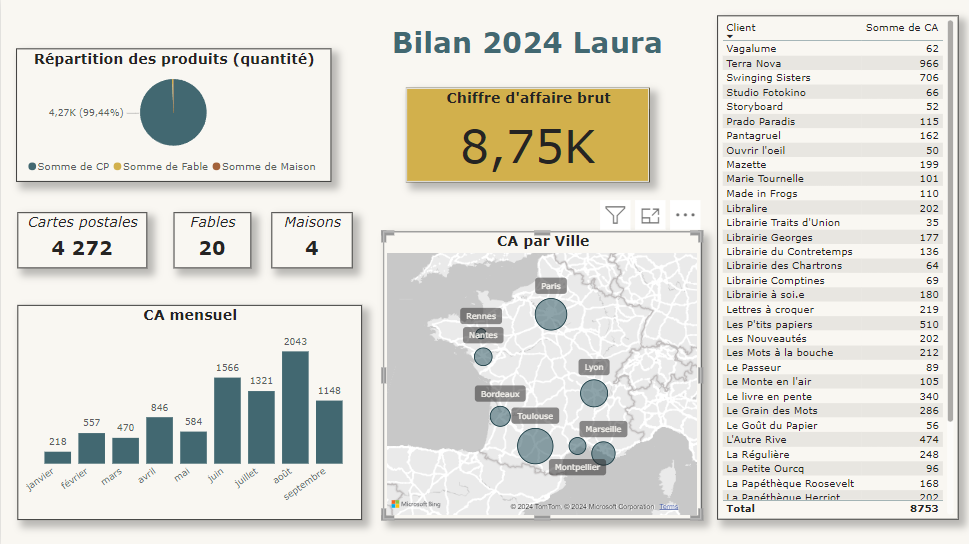 Bilan 2024 Laura
Répartition des produits (quantité)
4,27K (99,44%)
Somme de CP Somme de Fable Somme de Maison
Chiffre d'affaire brut
8,75K
Cartes postales
4 272
Fables
20
Maisons
4
CA mensuel
218
557
470
846
584
1566
1321
2043
1148
janvier
février
mars
avril
mai
juin
juillet
août
septembre
CA par Ville
Paris
Rennes
Nantes
Lyon
Bordeaux
Toulouse
Marseille
Montpellier
Microsoft Bing
© 2024 TomTom, © 2024 Microsoft Corporation Terms
Client Somme de CA
Vagalume 62
Terra Nova 966
Swinging Sisters 706
Studio Fotokino 66
Storyboard 52
Prado Paradis 115
Pantagruel 162
Ouvrir l'oeil 50
Mazette 199
Marie Tournelle 101
Made in Frogs 110
Libralire 202
Librairie Traits d'Union 35
Librairie Georges 177
Librairie du Contretemps 136
Librairie des Chartrons 64
Librairie Comptines 69
Librairie à soi.e 180
Lettres à croquer 219
Les P'tits papiers 510
Les Nouveautés 202
Les Mots à la bouche 212
Le Passeur 89
Le Monte en l'air 105
Le livre en pente 340
Le Grain des Mots 286
Le Goût du Papier 56
L'Autre Rive 474
La Régulière 248
La Petite Ourcq 96
La Papéthèque Roosevelt 168
La Papéthèque Herriot 202
Total 8753